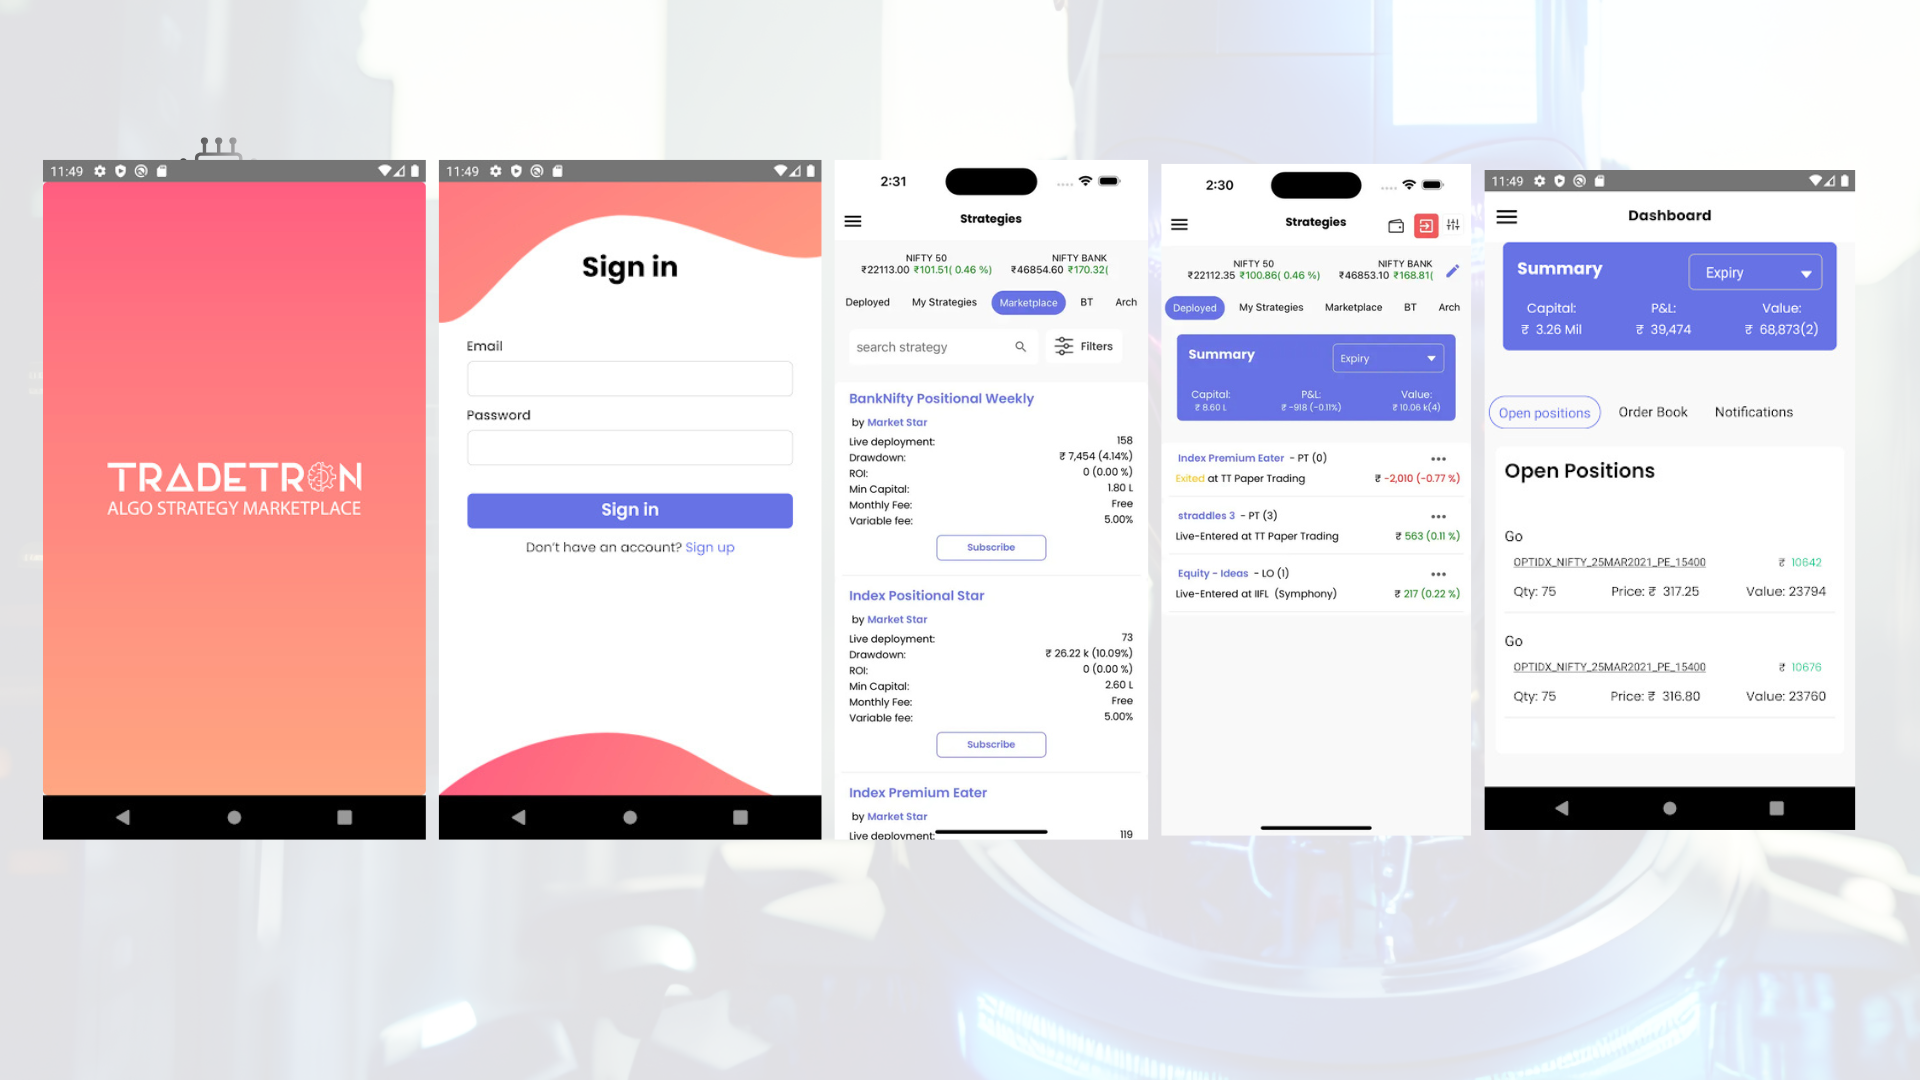 11:49
TRADETRON
ALGO STRATEGY MARKETPLACE
11:49
Sign in
Email
Password
Sign in
Don't have an account? Sign up
2:31
Strategies
NIFTY 50
₹22113.00 ₹101.51( 0.46 %)
NIFTY BANK
₹46854.60 ₹170.32(
Deployed My Strategies Marketplace BT Arch
search strategy
Filters
BankNifty Positional Weekly
by Market Star
Live deployment: 158
Drawdown: ₹ 7,454 (4.14%)
ROI: 0 (0.00 %)
Min Capital: 1.80 L
Monthly Fee: Free
Variable fee: 5.00%
Subscribe
Index Positional Star
by Market Star
Live deployment: 73
Drawdown: ₹ 26.22 k (10.09%)
ROI: 0 (0.00 %)
Min Capital: 2.60 L
Monthly Fee: Free
Variable fee: 5.00%
Subscribe
Index Premium Eater
by Market Star
Live deployment: 119
2:30
Strategies
NIFTY 50
₹22112.35 ₹100.86( 0.46 %)
NIFTY BANK
₹46853.10 ₹168.81(
Deployed My Strategies Marketplace BT Arch
Summary
Expiry
Capital: P&L: Value:
₹ 8.60 L ₹ -918 (-0.11%) ₹ 10.06 k(4)
Index Premium Eater - PT (0)
Exited at TT Paper Trading ₹ -2,010 (-0.77 %)
straddles 3 - PT (3)
Live-Entered at TT Paper Trading ₹ 563 (0.11 %)
Equity - Ideas - LO (1)
Live-Entered at IIFL (Symphony) ₹ 217 (0.22 %)
11:49
Dashboard
Summary
Expiry
Capital: P&L: Value:
₹ 3.26 Mil ₹ 39,474 ₹ 68,873(2)
Open positions Order Book Notifications
Open Positions
Go
OPTIDX_NIFTY_25MAR2021_PE_15400 ₹ 10642
Qty: 75 Price: ₹ 317.25 Value: 23794
Go
OPTIDX_NIFTY_25MAR2021_PE_15400 ₹ 10676
Qty: 75 Price: ₹ 316.80 Value: 23760